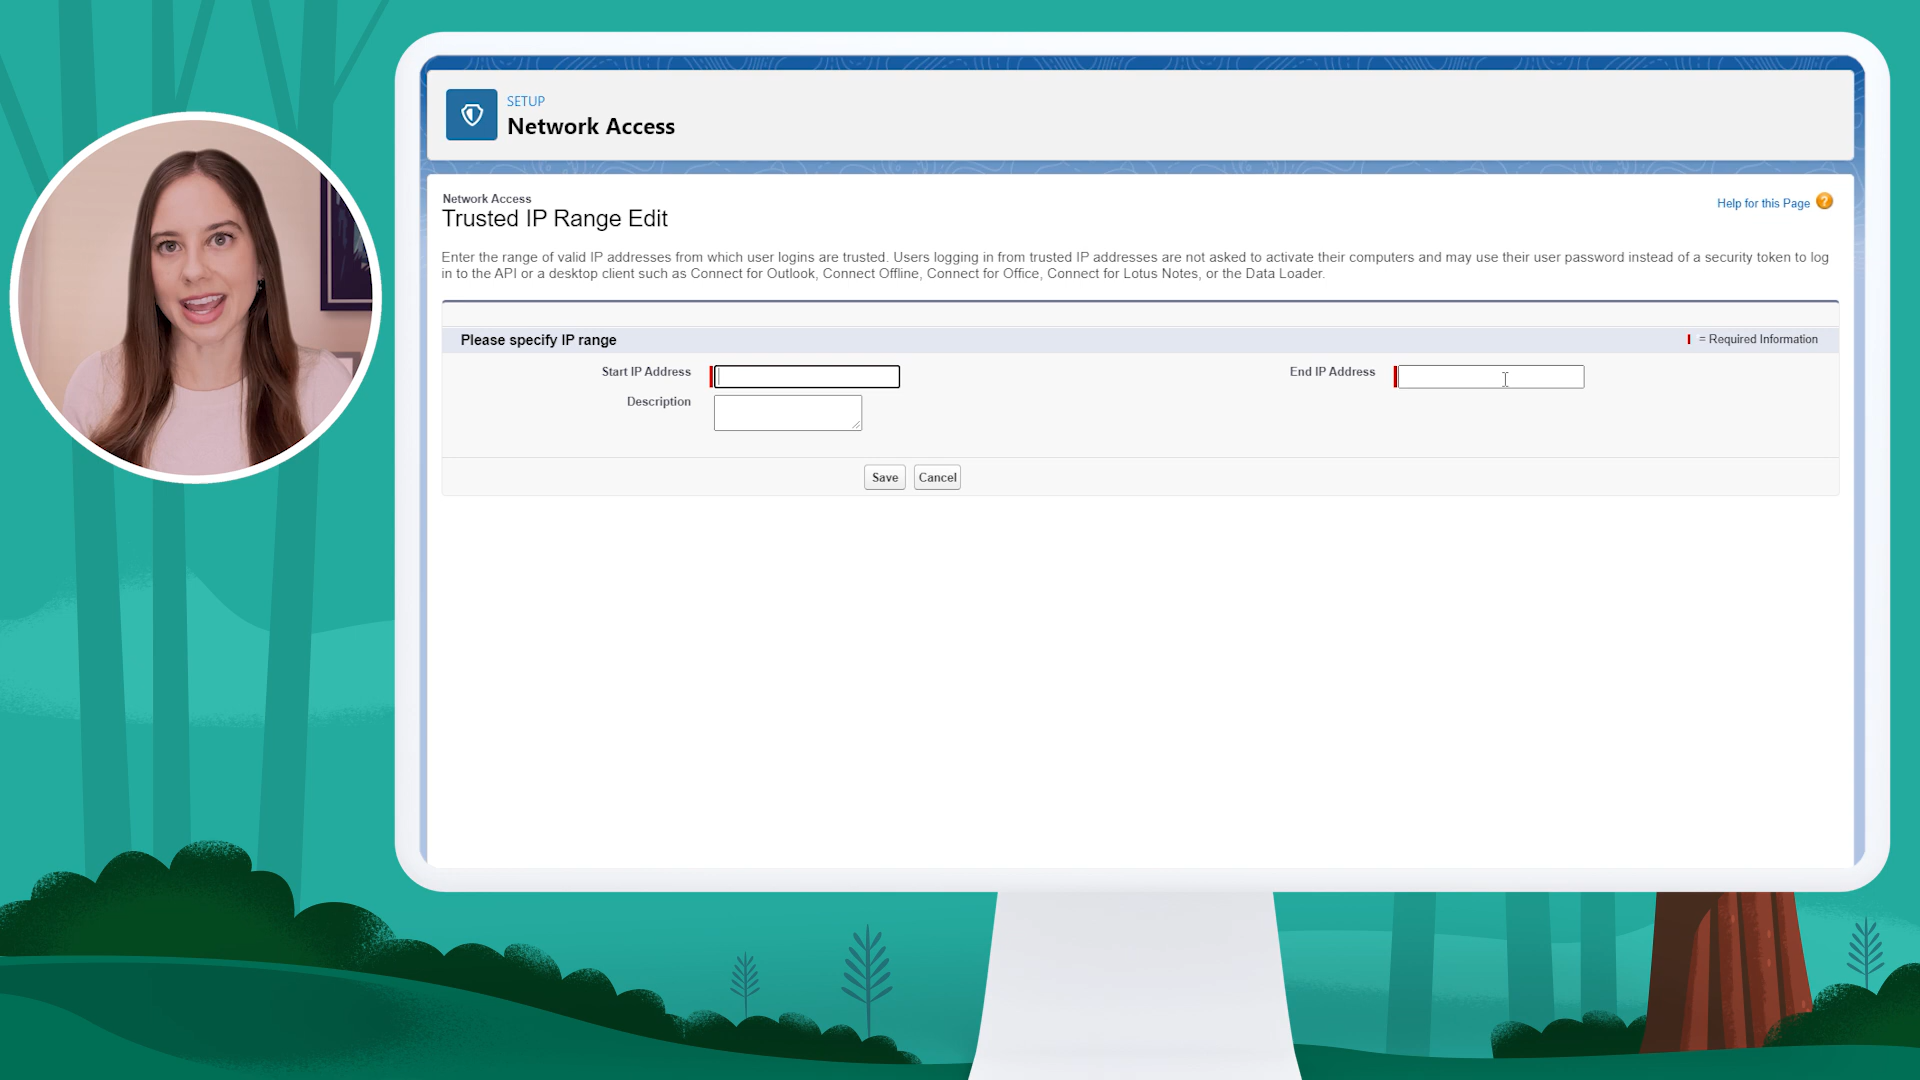 SETUP
Network Access
Network Access
Trusted IP Range Edit
Help for this Page ?
Enter the range of valid IP addresses from which user logins are trusted. Users logging in from trusted IP addresses are not asked to activate their computers and may use their user password instead of a security token to log
in to the API or a desktop client such as Connect for Outlook, Connect Offline, Connect for Office, Connect for Lotus Notes, or the Data Loader.
Please specify IP range
= Required Information
Start IP Address
End IP Address
Description
Save Cancel